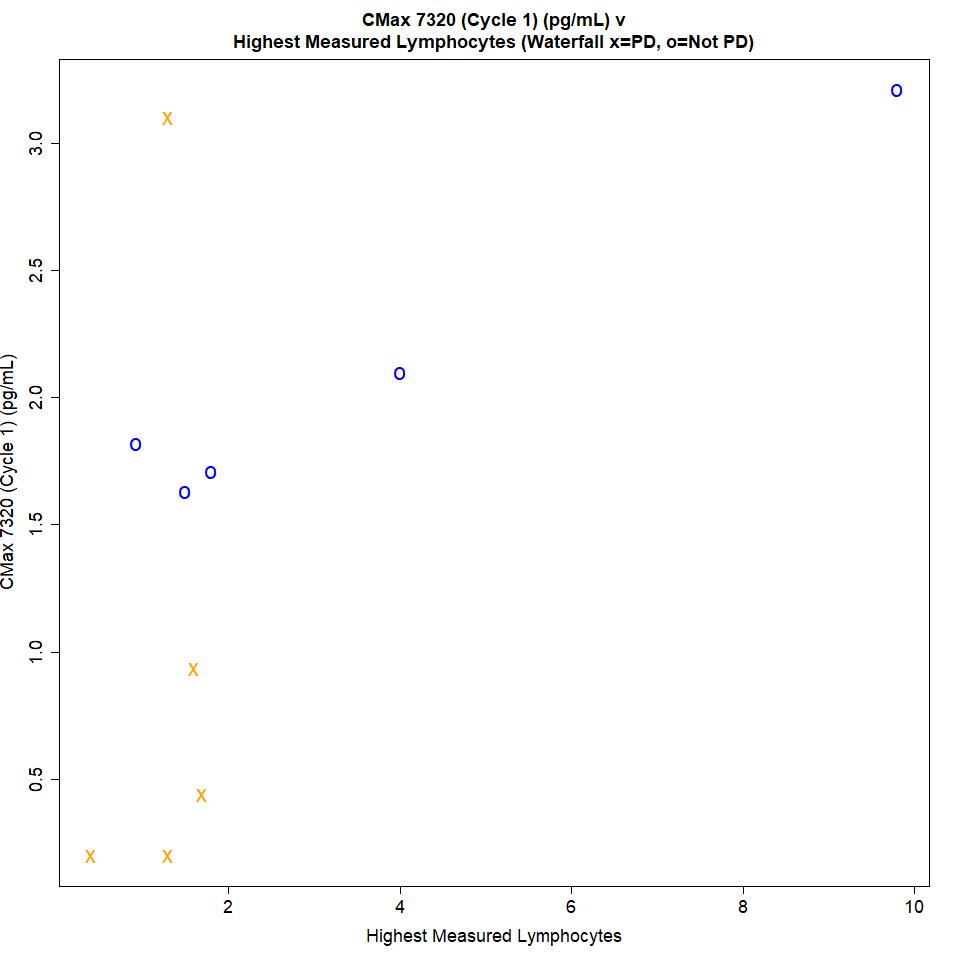 CMax 7320 (Cycle 1) (pg/mL) v
Highest Measured Lymphocytes (Waterfall x=PD, o=Not PD)
CMax 7320 (Cycle 1) (pg/mL)
3.0
2.5
2.0
1.5
1.0
0.5
x
o
o
o
o
o
x
x
x
x
2 4 6 8 10
Highest Measured Lymphocytes